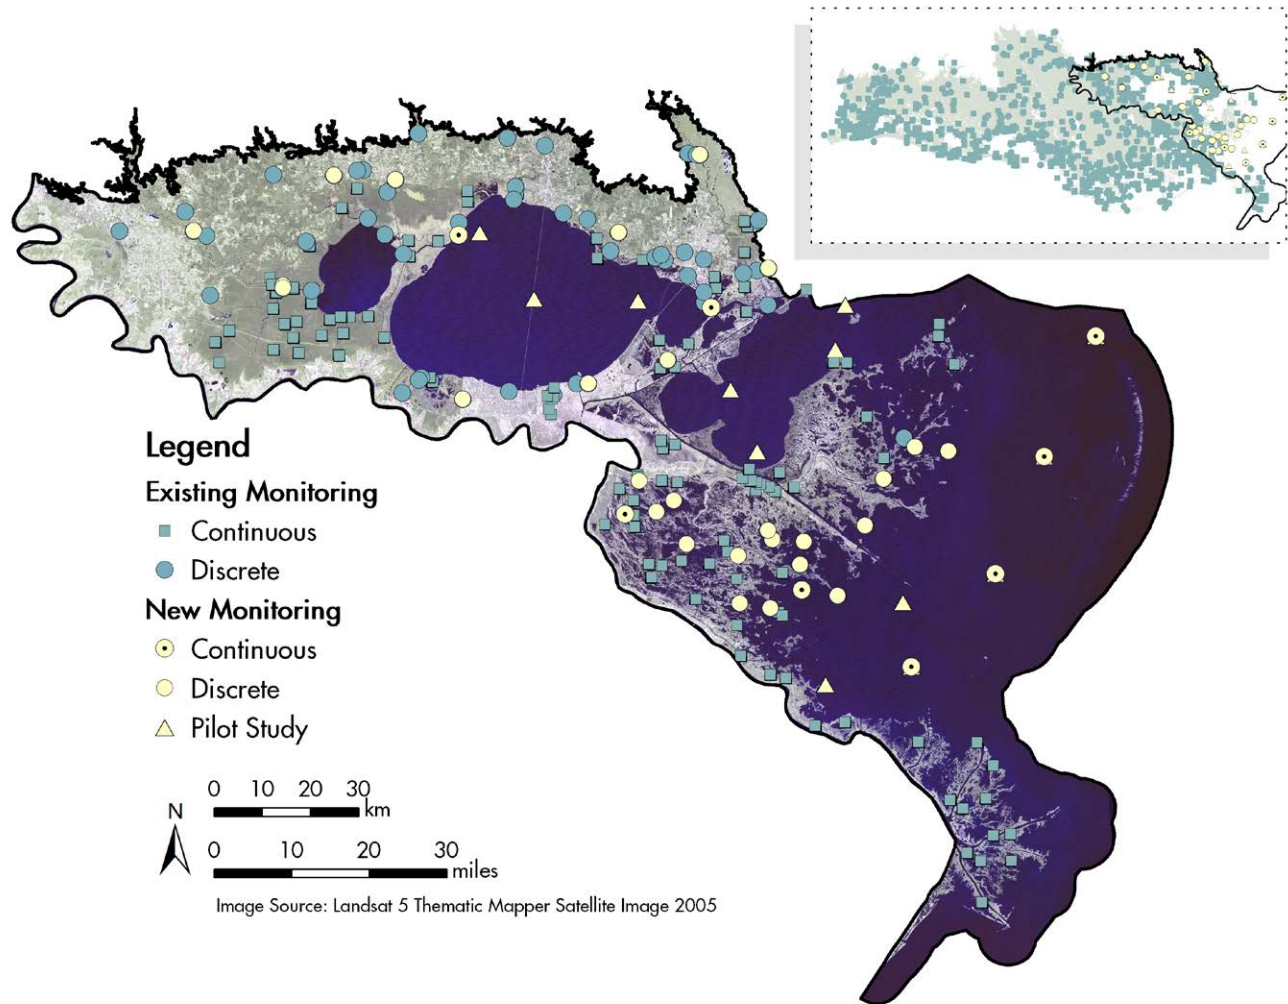 Legend
Existing Monitoring
Continuous
Discrete
New Monitoring
Continuous
Discrete
Pilot Study
N
0 10 20 30
km
0 10 20 30
miles
Image Source: Landsat 5 Thematic Mapper Satellite Image 2005